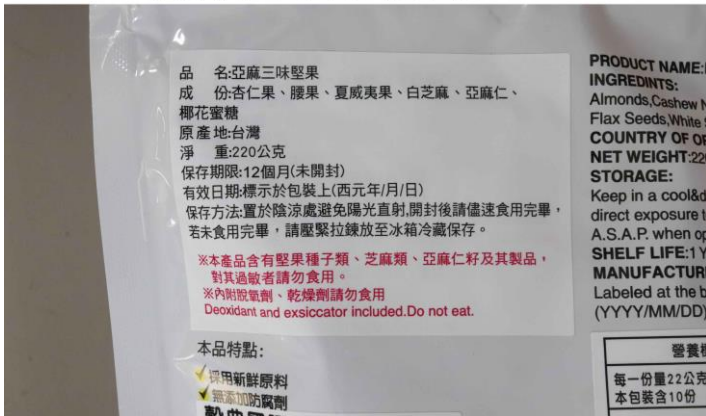 品 名:亞麻三味堅果
成 份:杏仁果、腰果、夏威夷果、白芝麻、亞麻仁、
椰花蜜糖
原產地:台灣
淨 重:220公克
保存期限:12個月(未開封)
有效日期:標示於包裝上(西元年/月/日)
保存方法:置於陰涼處避免陽光直射,開封後請儘速食用完畢，
若未食用完畢，請壓緊拉鍊放至冰箱冷藏保存。
※本產品含有堅果種子類、芝麻類、亞麻仁籽及其製品，
對其過敏者請勿食用。
※內附脫氧劑、乾燥劑請勿食用
Deoxidant and exsiccator included.Do not eat.
本品特點:
採用新鮮原料
無添加防腐劑
PRODUCT NAME:
INGREDINTS:
Almonds,Cashew
Flax Seeds,White
COUNTRY OF
NET WEIGHT:22
STORAGE:
Keep in a cool&d
direct exposure t
A.S.A.P. when op
SHELF LIFE:1
MANUFACTUR
Labeled at the b
(YYYY/MM/DD)
營養
每一份量22公克
本包裝含10份